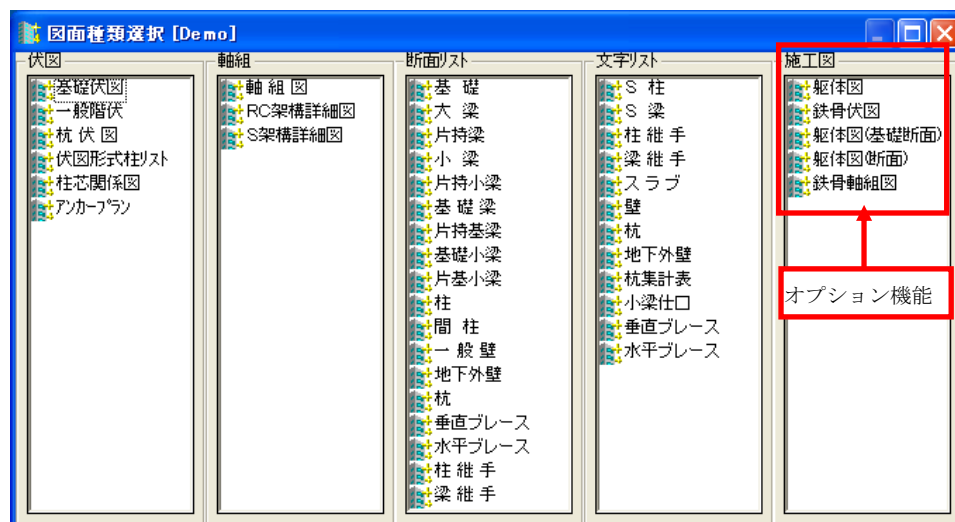 図面種類選択 [Demo]
伏図
基礎伏図
一般階伏
杭 伏 図
伏図形式柱リスト
柱芯関係図
アンカープラン
軸組
軸 組 図
RC架構詳細図
S架構詳細図
断面リスト
基 礎
大 梁
片持梁
小 梁
片持小梁
基 礎 梁
片持基梁
基礎小梁
片基小梁
柱
間 柱
一 般 壁
地下外壁
杭
垂直ブレース
水平ブレース
柱 継 手
梁 継 手
文字リスト
S 柱
S 梁
柱 継 手
梁 継 手
スラブ
壁
杭
地下外壁
杭集計表
小梁仕口
垂直ブレース
水平ブレース
施工図
躯体図
鉄骨伏図
躯体図(基礎断面)
躯体図(断面)
鉄骨軸組図
オプション機能